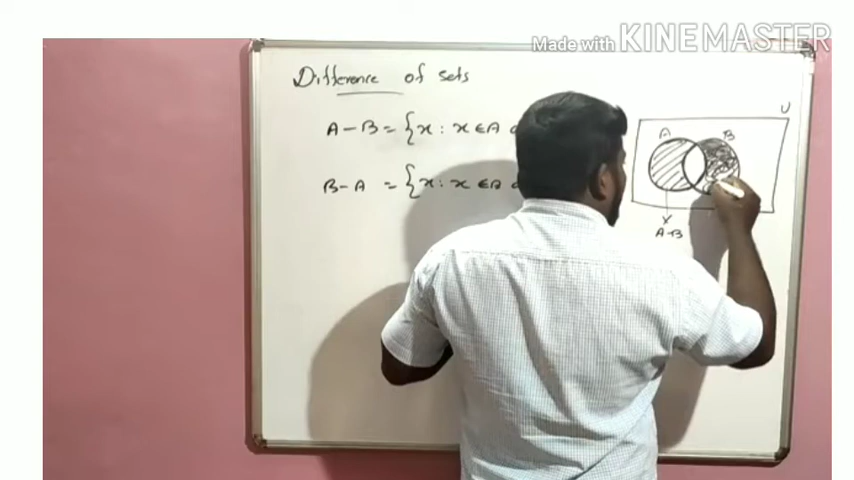 Made with KINEMASTER
Difference of sets
U
A - B = { x : x ∈ A
A B
B - A = { x : x ∈ A
A-B